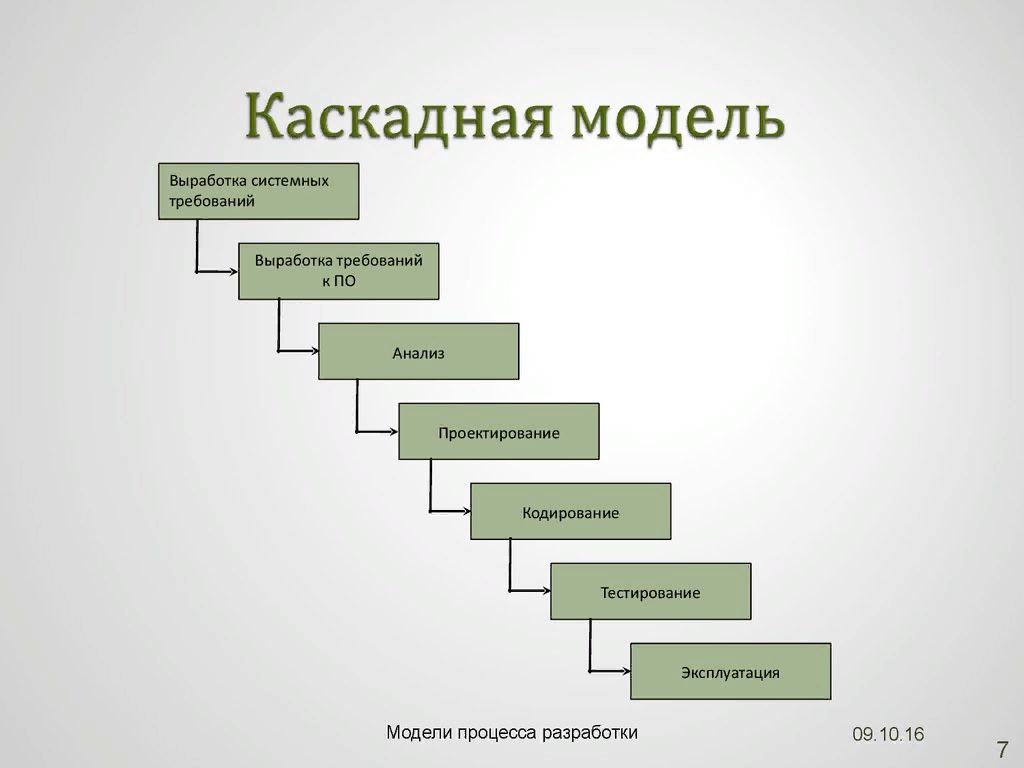 Каскадная модель
Выработка системных
требований
Выработка требований
к ПО
Анализ
Проектирование
Кодирование
Тестирование
Эксплуатация
Модели процесса разработки
09.10.16
7